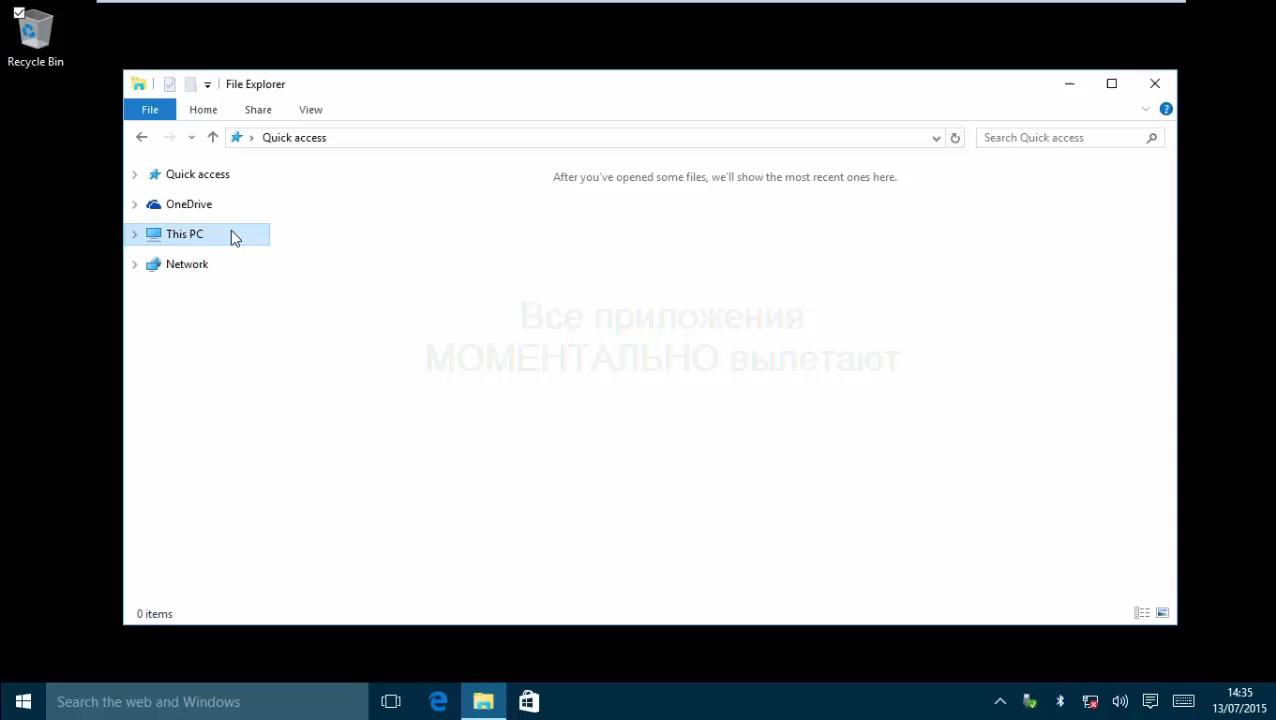 Recycle Bin
File Explorer
File Home Share View
Quick access
Search Quick access
Quick access
OneDrive
This PC
Network
After you've opened some files, we'll show the most recent ones here.
Все приложения
МОМЕНТАЛЬНО вылетают
0 items
Search the web and Windows
14:35
13/07/2015